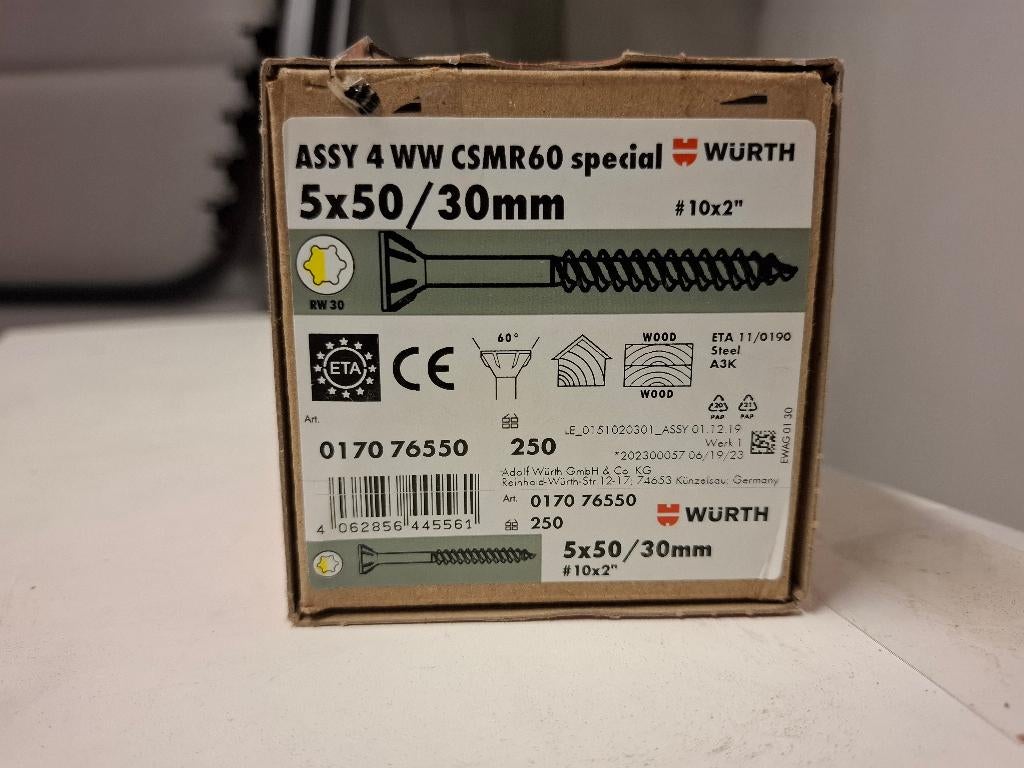 ASSY 4 WW CSMR60 special WÜRTH
5x50/30mm #10x2"
RW 30
60°
WOOD
WOOD
ETA 11/0190
Steel
A3K
ETA
CE
PAP
PAP
Art.
0170 76550 250
LE_0151020301_ASSY 01.12.19
Werk 1
*202300057 06/19/23
EWAG 01 30
Adolf Würth GmbH & Co. KG
Reinhold-Würth-Str.12-17; 74653 Künzelsau; Germany
Art. 0170 76550
250
WÜRTH
4 062856 445561
5x50/30mm
#10x2"